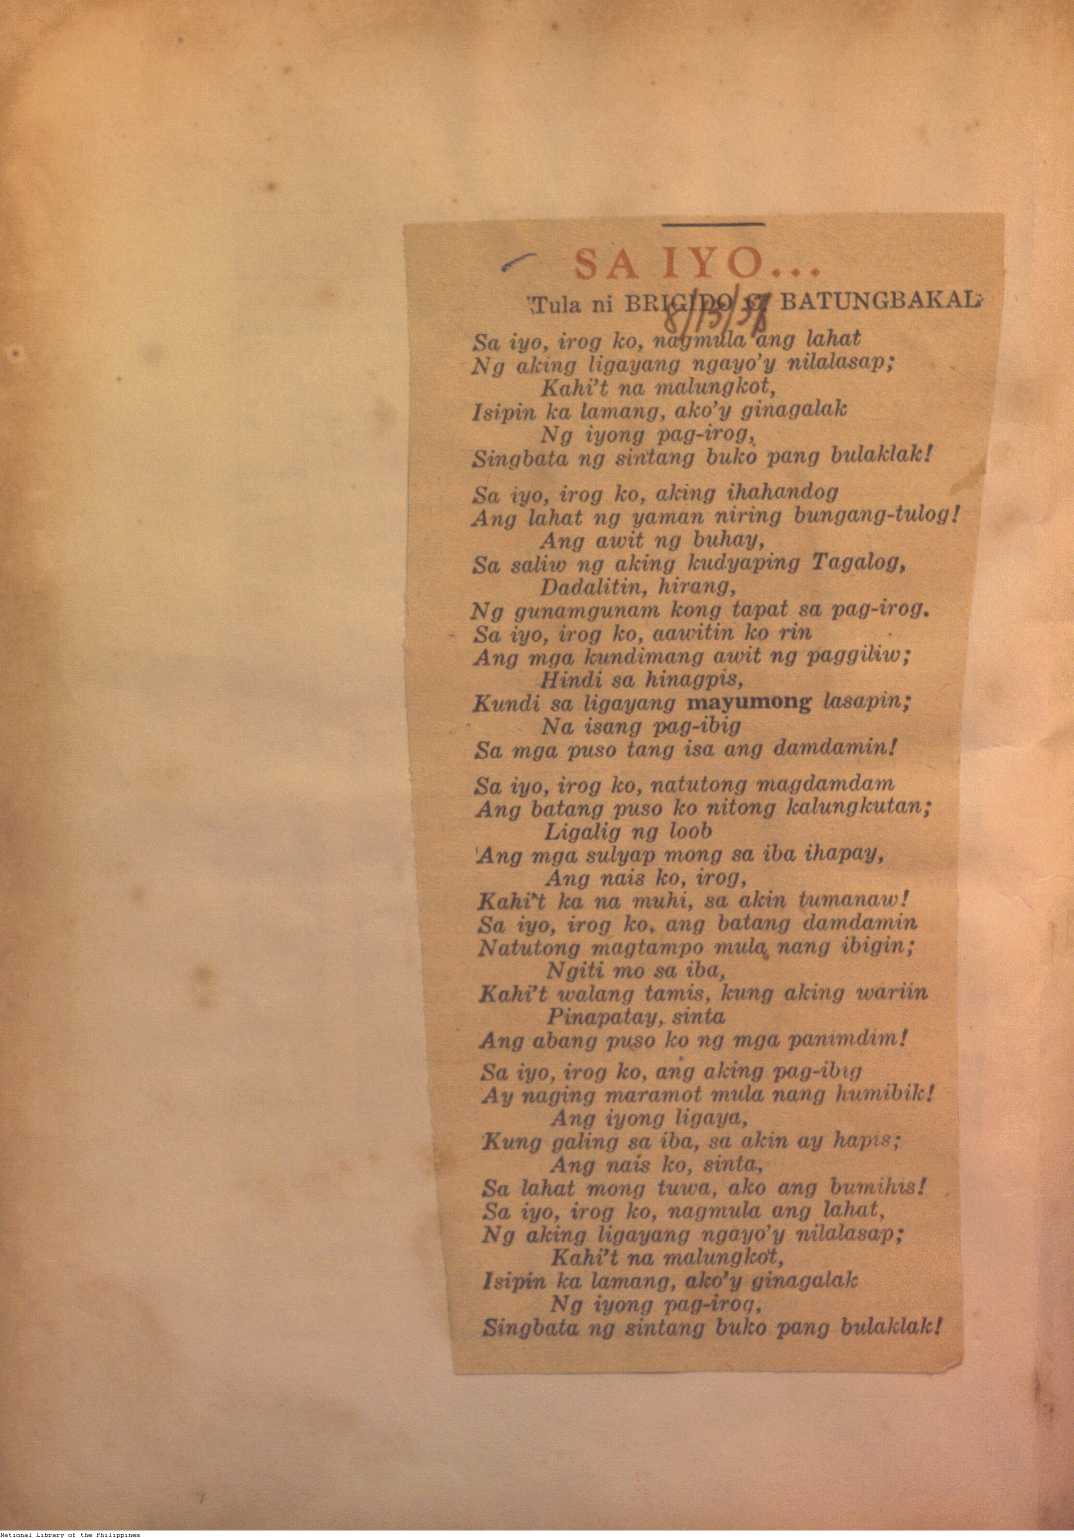 SA IYO...
Tula ni BRIGIDO C. BATUNGBAKAL
8/13/38
Sa iyo, irog ko, nagmula ang lahat
Ng aking ligayang ngayo'y nilalasap;
Kahi't na malungkot,
Isipin ka lamang, ako'y ginagalak
Ng iyong pag-irog,
Singbata ng sintang buko pang bulaklak!
Sa iyo, irog ko, aking ihahandog
Ang lahat ng yaman niring bungang-tulog!
Ang awit ng buhay,
Sa saliw ng aking kudyaping Tagalog,
Dadalitin, hirang,
Ng gunamgunam kong tapat sa pag-irog.
Sa iyo, irog ko, aawitin ko rin
Ang mga kundimang awit ng paggiliw;
Hindi sa hinagpis,
Kundi sa ligayang mayumong lasapin;
Na isang pag-ibig
Sa mga puso tang isa ang damdamin!
Sa iyo, irog ko, natutong magdamdam
Ang batang puso ko nitong kalungkutan;
Ligalig ng loob
Ang mga sulyap mong sa iba ihapay,
Ang nais ko, irog,
Kahi't ka na muhi, sa akin tumanaw!
Sa iyo, irog ko, ang batang damdamin
Natutong magtampo mula nang ibigin;
Ngiti mo sa iba,
Kahi't walang tamis, kung aking wariin
Pinapatay, sinta
Ang abang puso ko ng mga panimdim!
Sa iyo, irog ko, ang aking pag-ibig
Ay naging maramot mula nang humibik!
Ang iyong ligaya,
Kung galing sa iba, sa akin ay hapis;
Ang nais ko, sinta,
Sa lahat mong tuwa, ako ang bumihis!
Sa iyo, irog ko, nagmula ang lahat,
Ng aking ligayang ngayo'y nilalasap;
Kahi't na malungkot,
Isipin ka lamang, ako'y ginagalak
Ng iyong pag-irog,
Singbata ng sintang buko pang bulaklak!
National Library of the Philippines